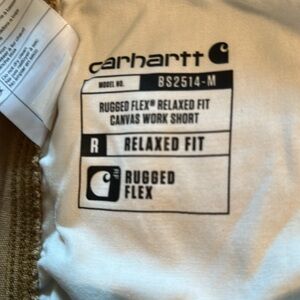 carhartt
MODEL NO. BS2514-M
RUGGED FLEX® RELAXED FIT
CANVAS WORK SHORT
R RELAXED FIT
RUGGED
FLEX